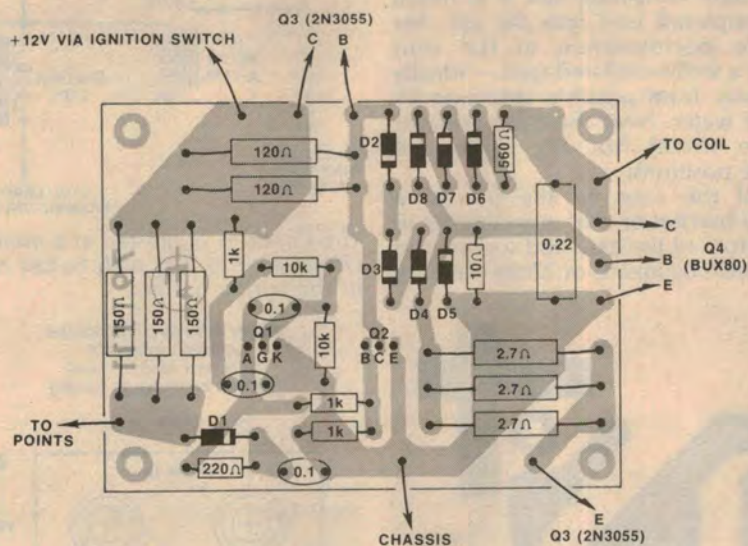 Q3 (2N3055)
+12V VIA IGNITION SWITCH
C B
D2
120Ω
120Ω
D8 D7 D6
560Ω
TO COIL
C
B
E
Q4
(BUX80)
0.22
1k
10k
D3
D4 D5
10Ω
150Ω
150Ω
150Ω
0.1
10k
Q1
A G K
Q2
B C E
0.1
2.7Ω
2.7Ω
2.7Ω
1k
1k
TO
POINTS
D1
220Ω
0.1
CHASSIS
E
Q3 (2N3055)